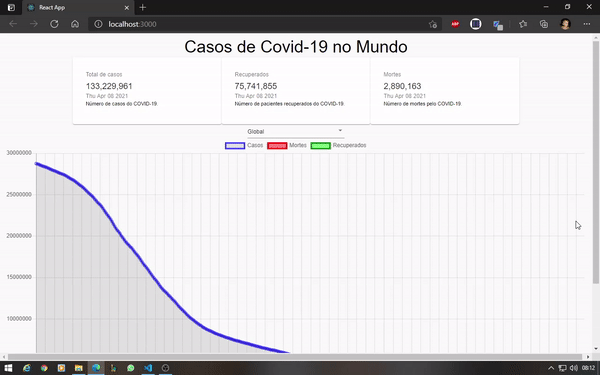 React App
localhost:3000
ABP
Casos de Covid-19 no Mundo
Total de casos
133,229,961
Thu Apr 08 2021
Número de casos do COVID-19.
Recuperados
75,741,855
Thu Apr 08 2021
Número de pacientes recuperados do COVID-19.
Mortes
2,890,163
Thu Apr 08 2021
Número de mortes pelo COVID-19.
Global
Casos Mortes Recuperados
30000000
25000000
20000000
15000000
10000000
08:12